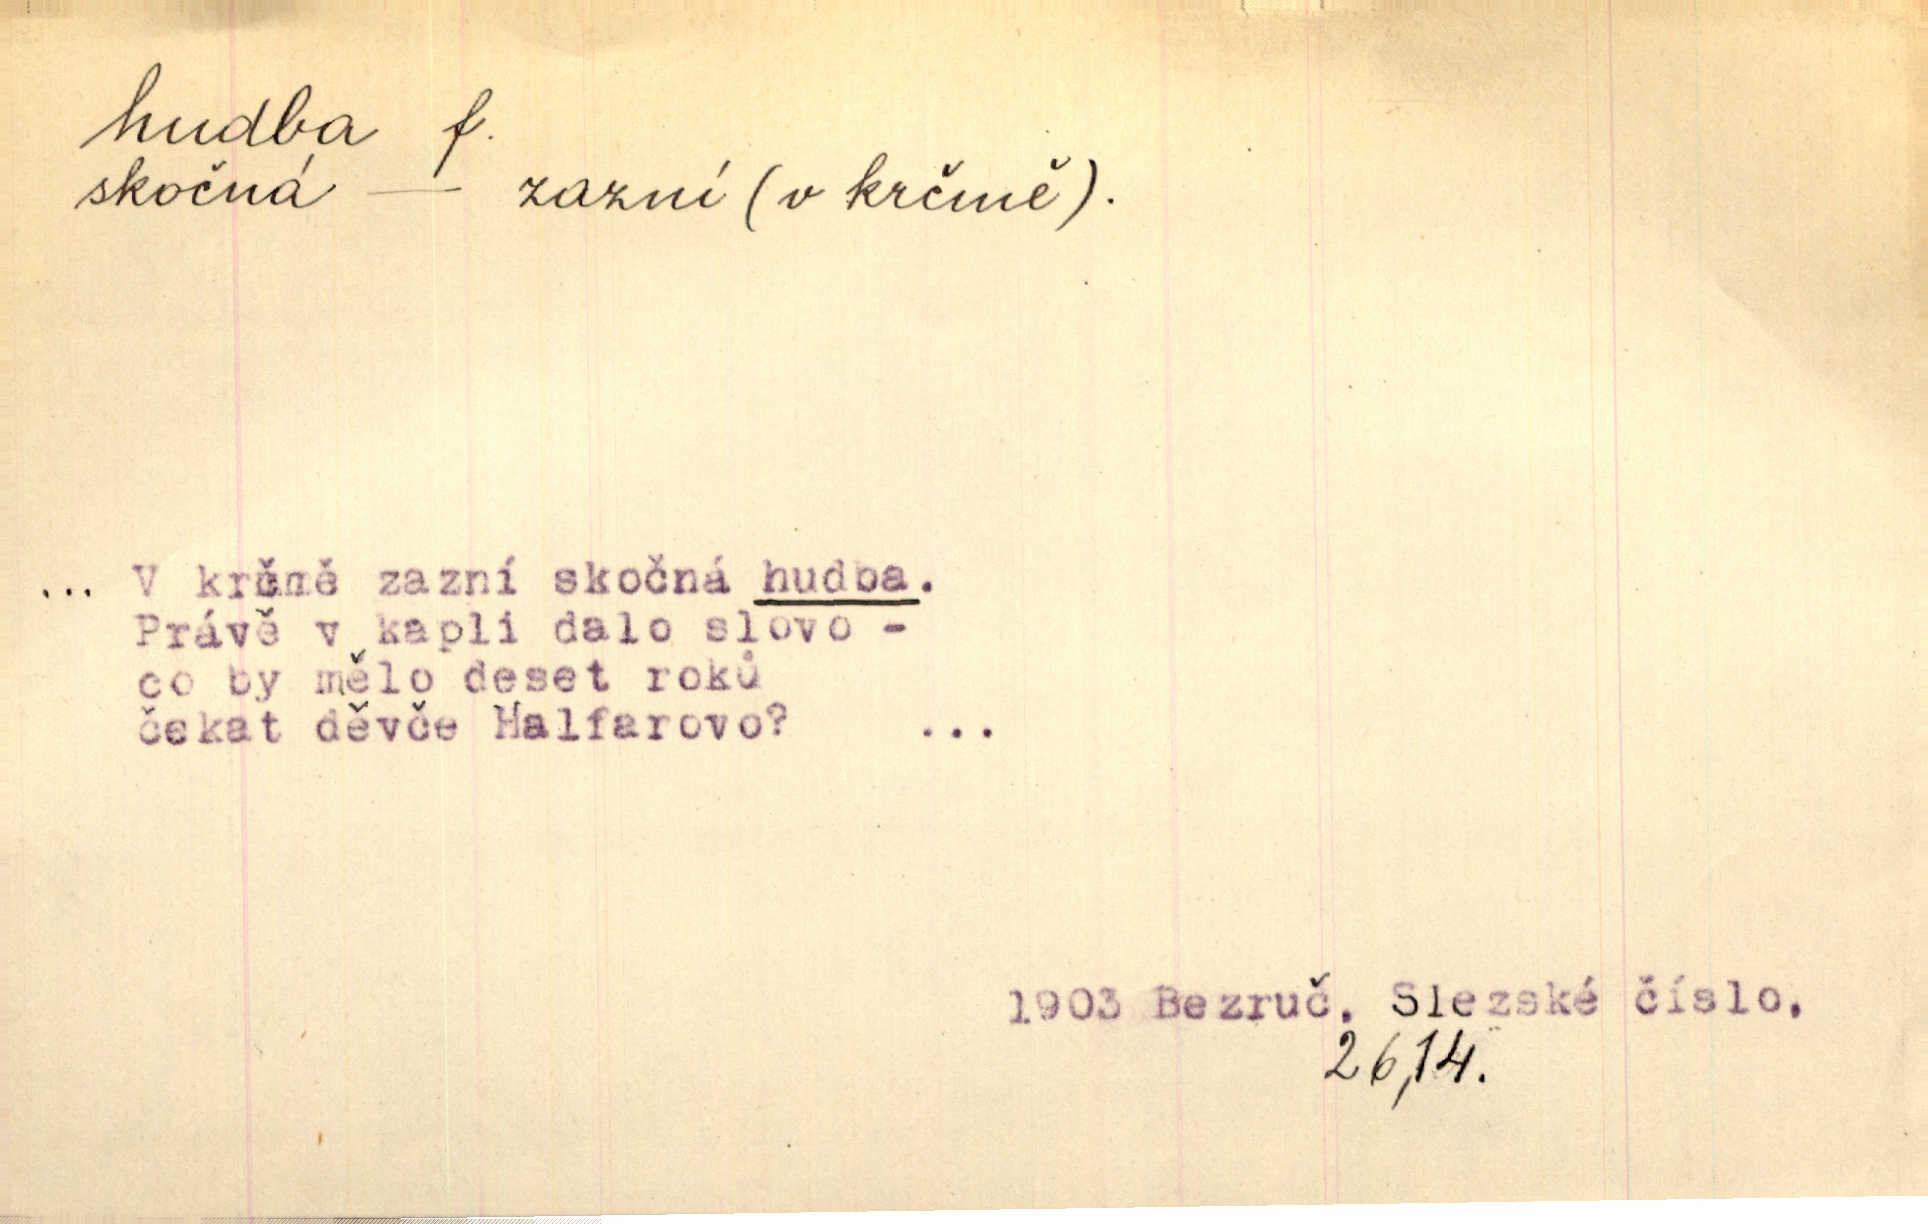 hudba f.
skočná — zazní (v krčmě).
... V krčmě zazní skočná hudba.
Právě v kapli dalo slovo -
co by mělo deset roků
čekat děvče Halfarovo? ...
1903 Bezruč, Slezské číslo,
26,14.